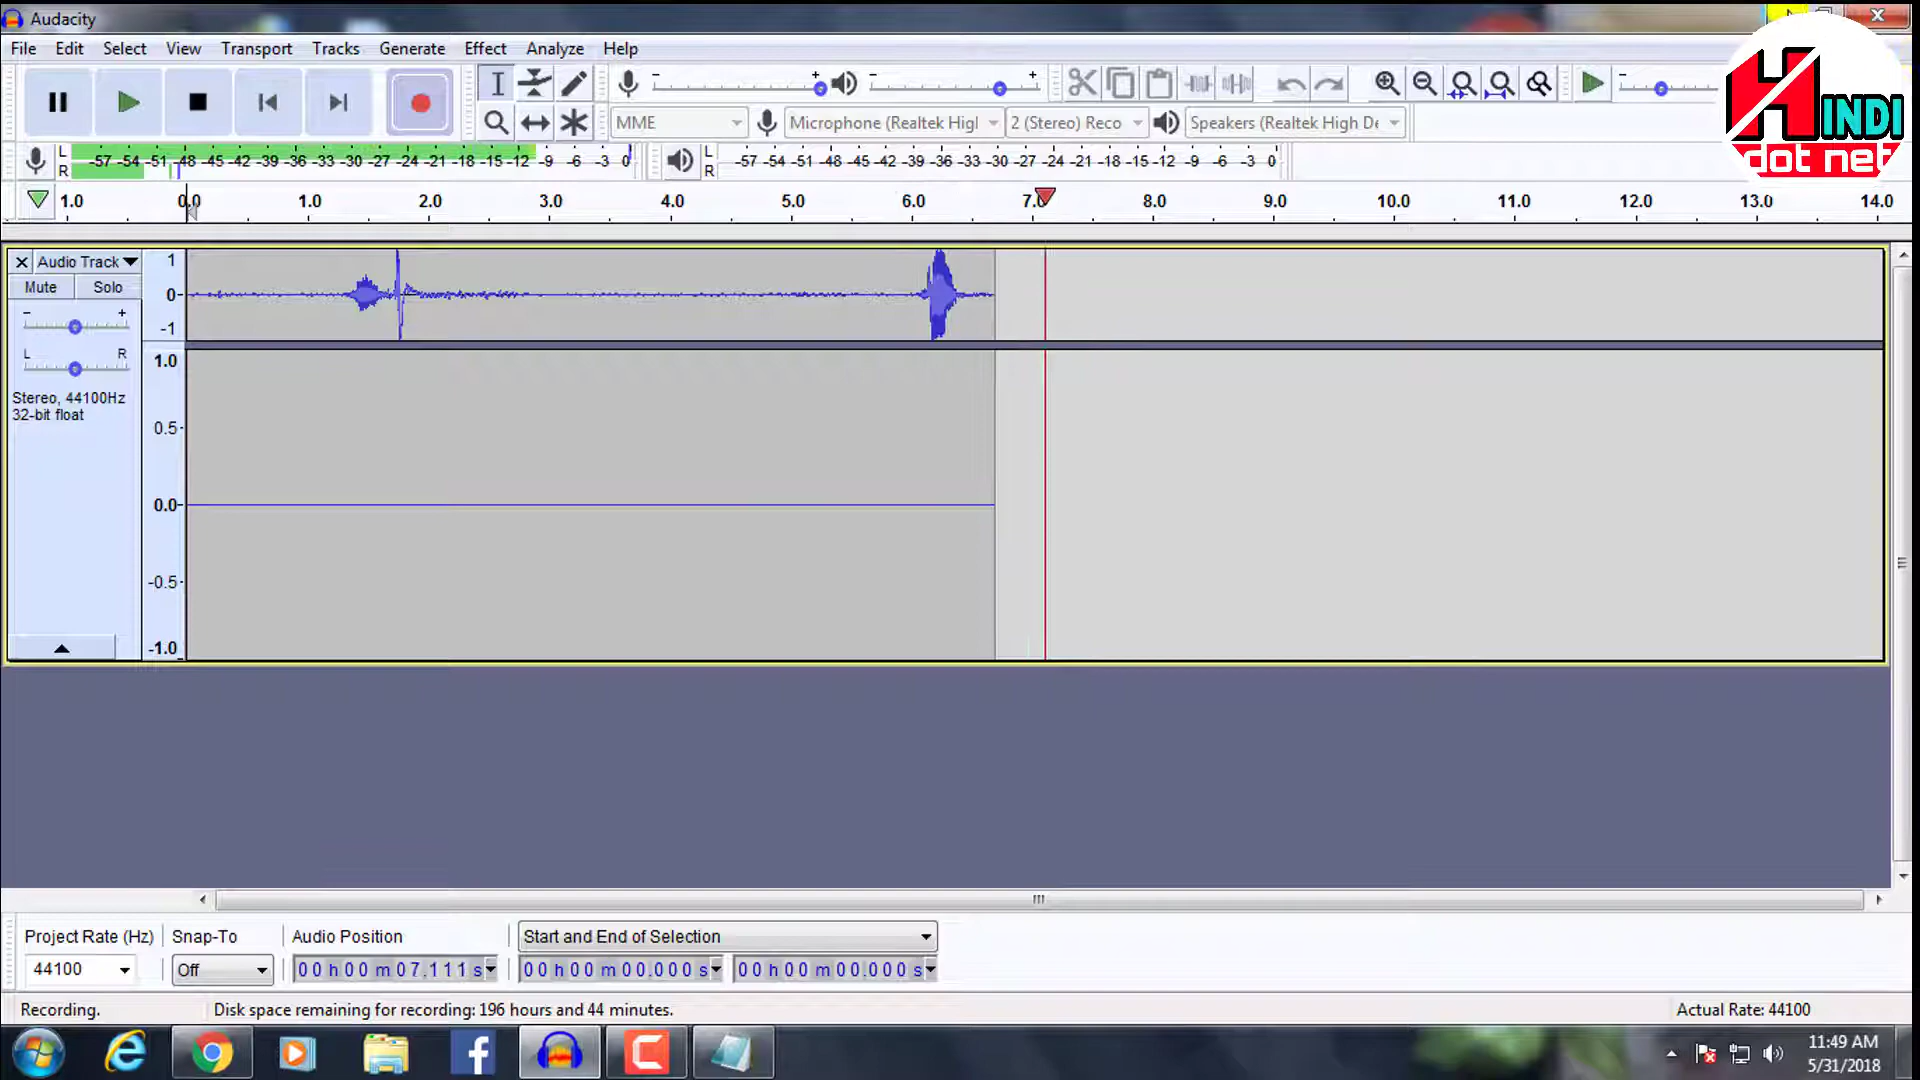 Audacity
File Edit Select View Transport Tracks Generate Effect Analyze Help
HINDI
dot net
- + - + -
MME Microphone (Realtek Higl 2 (Stereo) Reco Speakers (Realtek High De
L
R
-57 -54 -51 -48 -45 -42 -39 -36 -33 -30 -27 -24 -21 -18 -15 -12 -9 -6 -3 0
L
R
-57 -54 -51 -48 -45 -42 -39 -36 -33 -30 -27 -24 -21 -18 -15 -12 -9 -6 -3 0
1.0 0.0 1.0 2.0 3.0 4.0 5.0 6.0 7.0 8.0 9.0 10.0 11.0 12.0 13.0 14.0
Audio Track
Mute Solo
- +
L R
Stereo, 44100Hz
32-bit float
1
0
-1
1.0
0.5
0.0
-0.5
-1.0
Project Rate (Hz) Snap-To Audio Position Start and End of Selection
44100 Off 00 h 00 m 07.111 s 00 h 00 m 00.000 s 00 h 00 m 00.000 s
Recording. Disk space remaining for recording: 196 hours and 44 minutes. Actual Rate: 44100
11:49 AM
5/31/2018